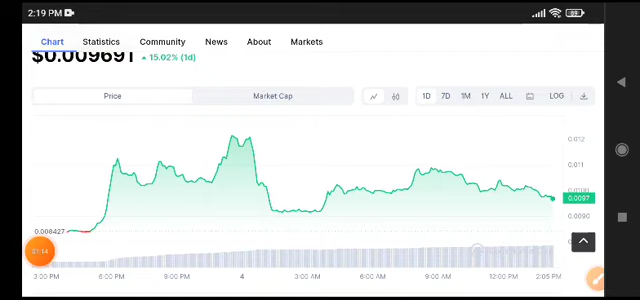 2:19 PM
69
Chart Statistics Community News About Markets
$0.009691 15.02% (1d)
Price Market Cap 1D 7D 1M 1Y ALL LOG
0.012
0.011
0.0097
0.0090
0.008427
01:14
3:00 PM 6:00 PM 9:00 PM 4 3:00 AM 6:00 AM 9:00 AM 12:00 PM 2:05 PM